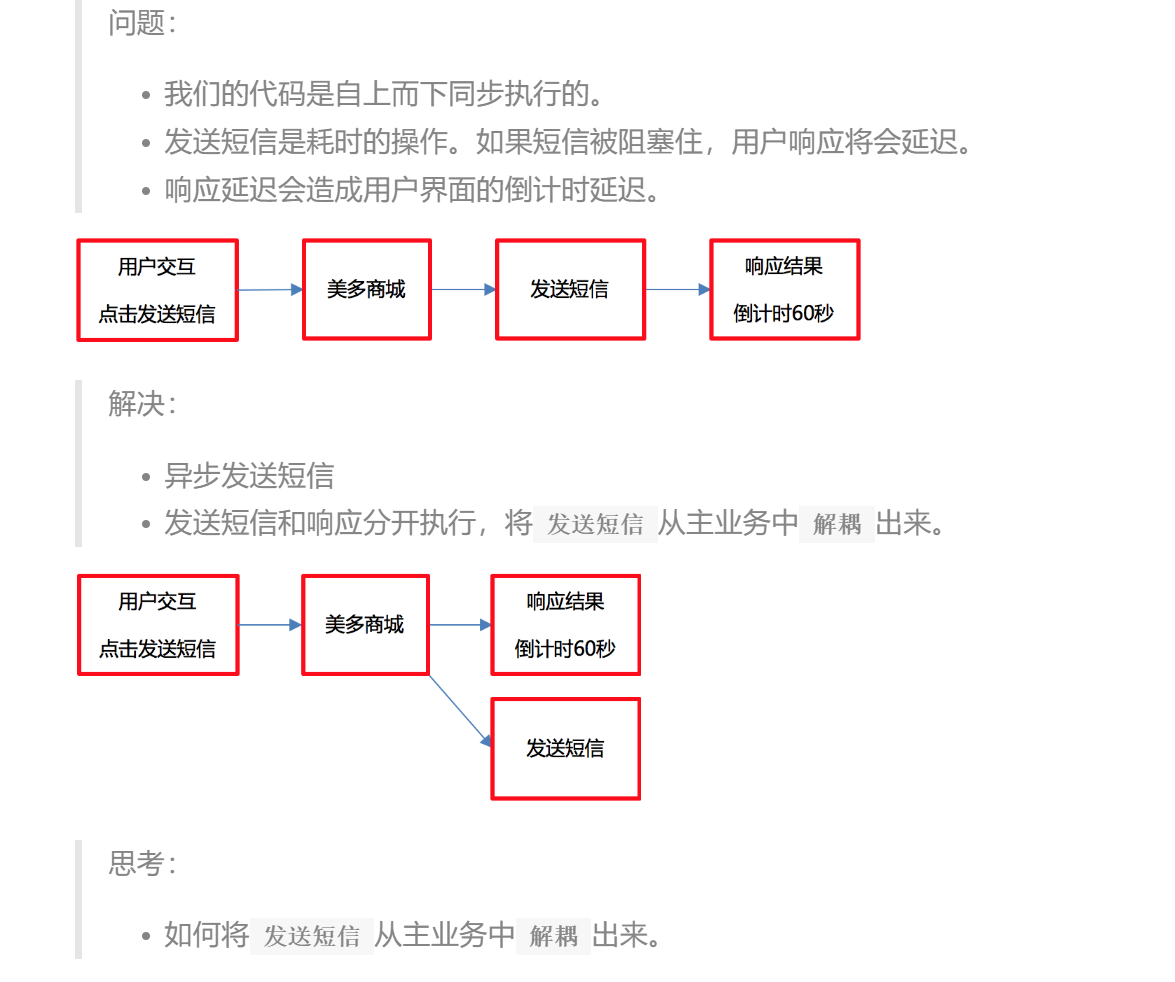 问题：
我们的代码是自上而下同步执行的。
发送短信是耗时的操作。如果短信被阻塞住，用户响应将会延迟。
响应延迟会造成用户界面的倒计时延迟。
用户交互
点击发送短信
美多商城
发送短信
响应结果
倒计时60秒
解决：
异步发送短信
发送短信和响应分开执行，将 发送短信 从主业务中 解耦 出来。
用户交互
点击发送短信
美多商城
响应结果
倒计时60秒
发送短信
思考：
如何将 发送短信 从主业务中 解耦 出来。